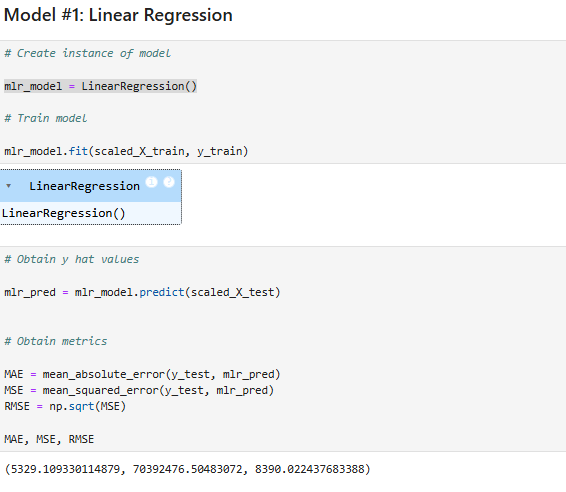 Model #1: Linear Regression
# Create instance of model
mlr_model = LinearRegression()
# Train model
mlr_model.fit(scaled_X_train, y_train)
▾ LinearRegression i ?
LinearRegression()
# Obtain y hat values
mlr_pred = mlr_model.predict(scaled_X_test)
# Obtain metrics
MAE = mean_absolute_error(y_test, mlr_pred)
MSE = mean_squared_error(y_test, mlr_pred)
RMSE = np.sqrt(MSE)
MAE, MSE, RMSE
(5329.109330114879, 70392476.50483072, 8390.022437683388)